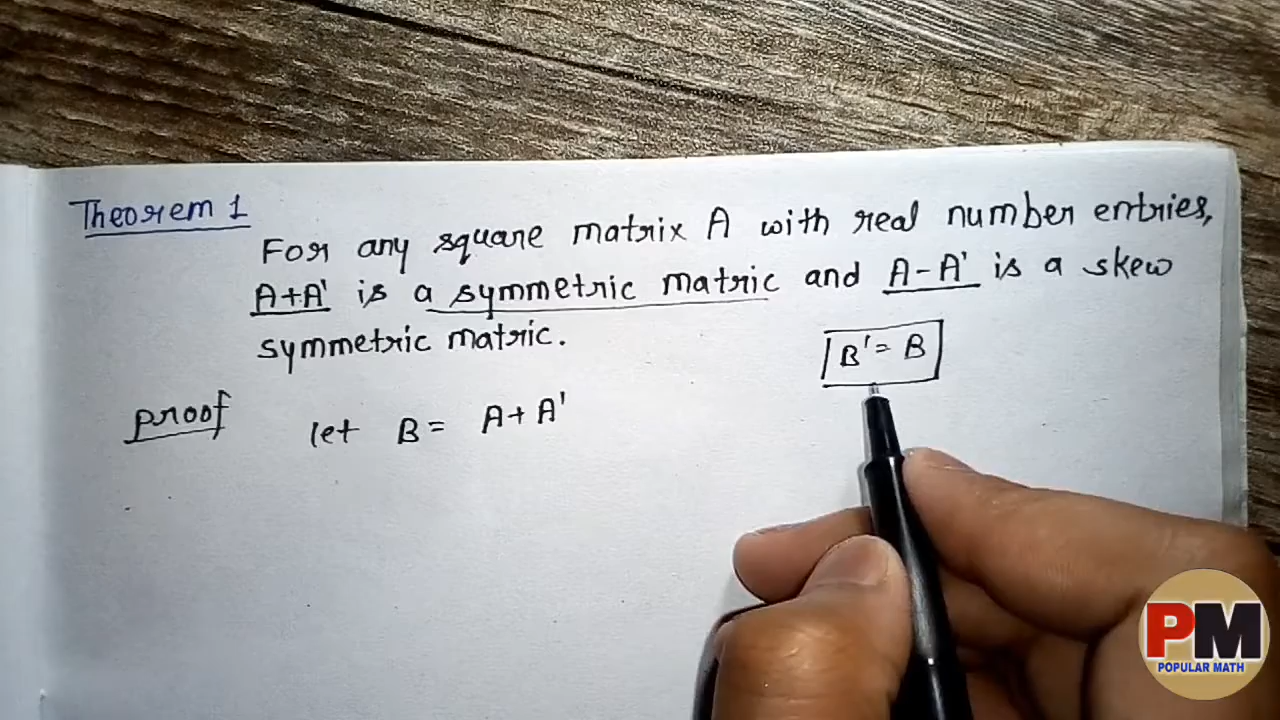 Theorem 1
For any square matrix A with real number entries,
A+A' is a symmetric matric and A-A' is a skew
symmetric matric.
B' = B
proof let B = A+A'
PM
POPULAR MATH